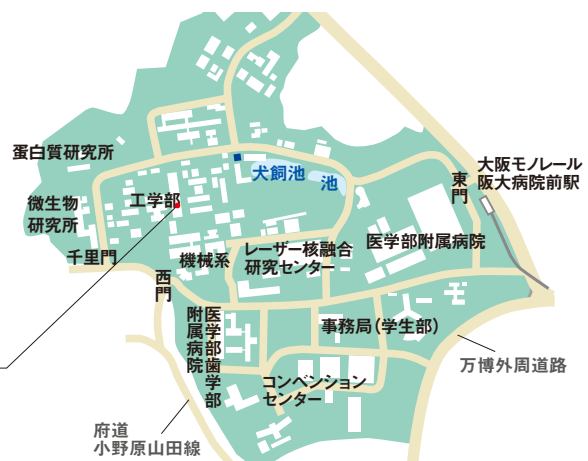 蛋白質研究所
犬飼池
池
大阪モノレール
阪大病院前駅
東門
微生物
研究所
工学部
千里門
機械系
レーザー核融合
研究センター
医学部附属病院
西門
医学部歯学部
附属病院
事務局(学生部)
万博外周道路
コンベンション
センター
府道
小野原山田線